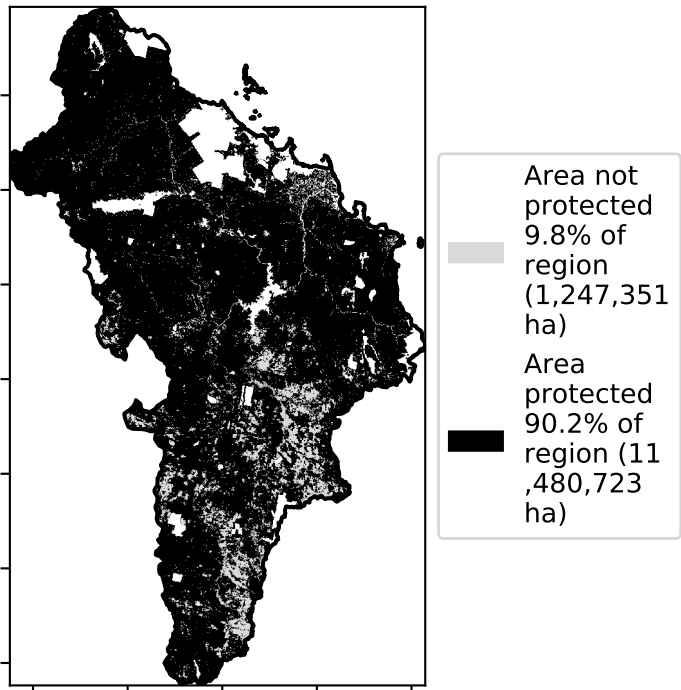 Area not
protected
9.8% of
region
(1,247,351
ha)
Area
protected
90.2% of
region (11
,480,723
ha)